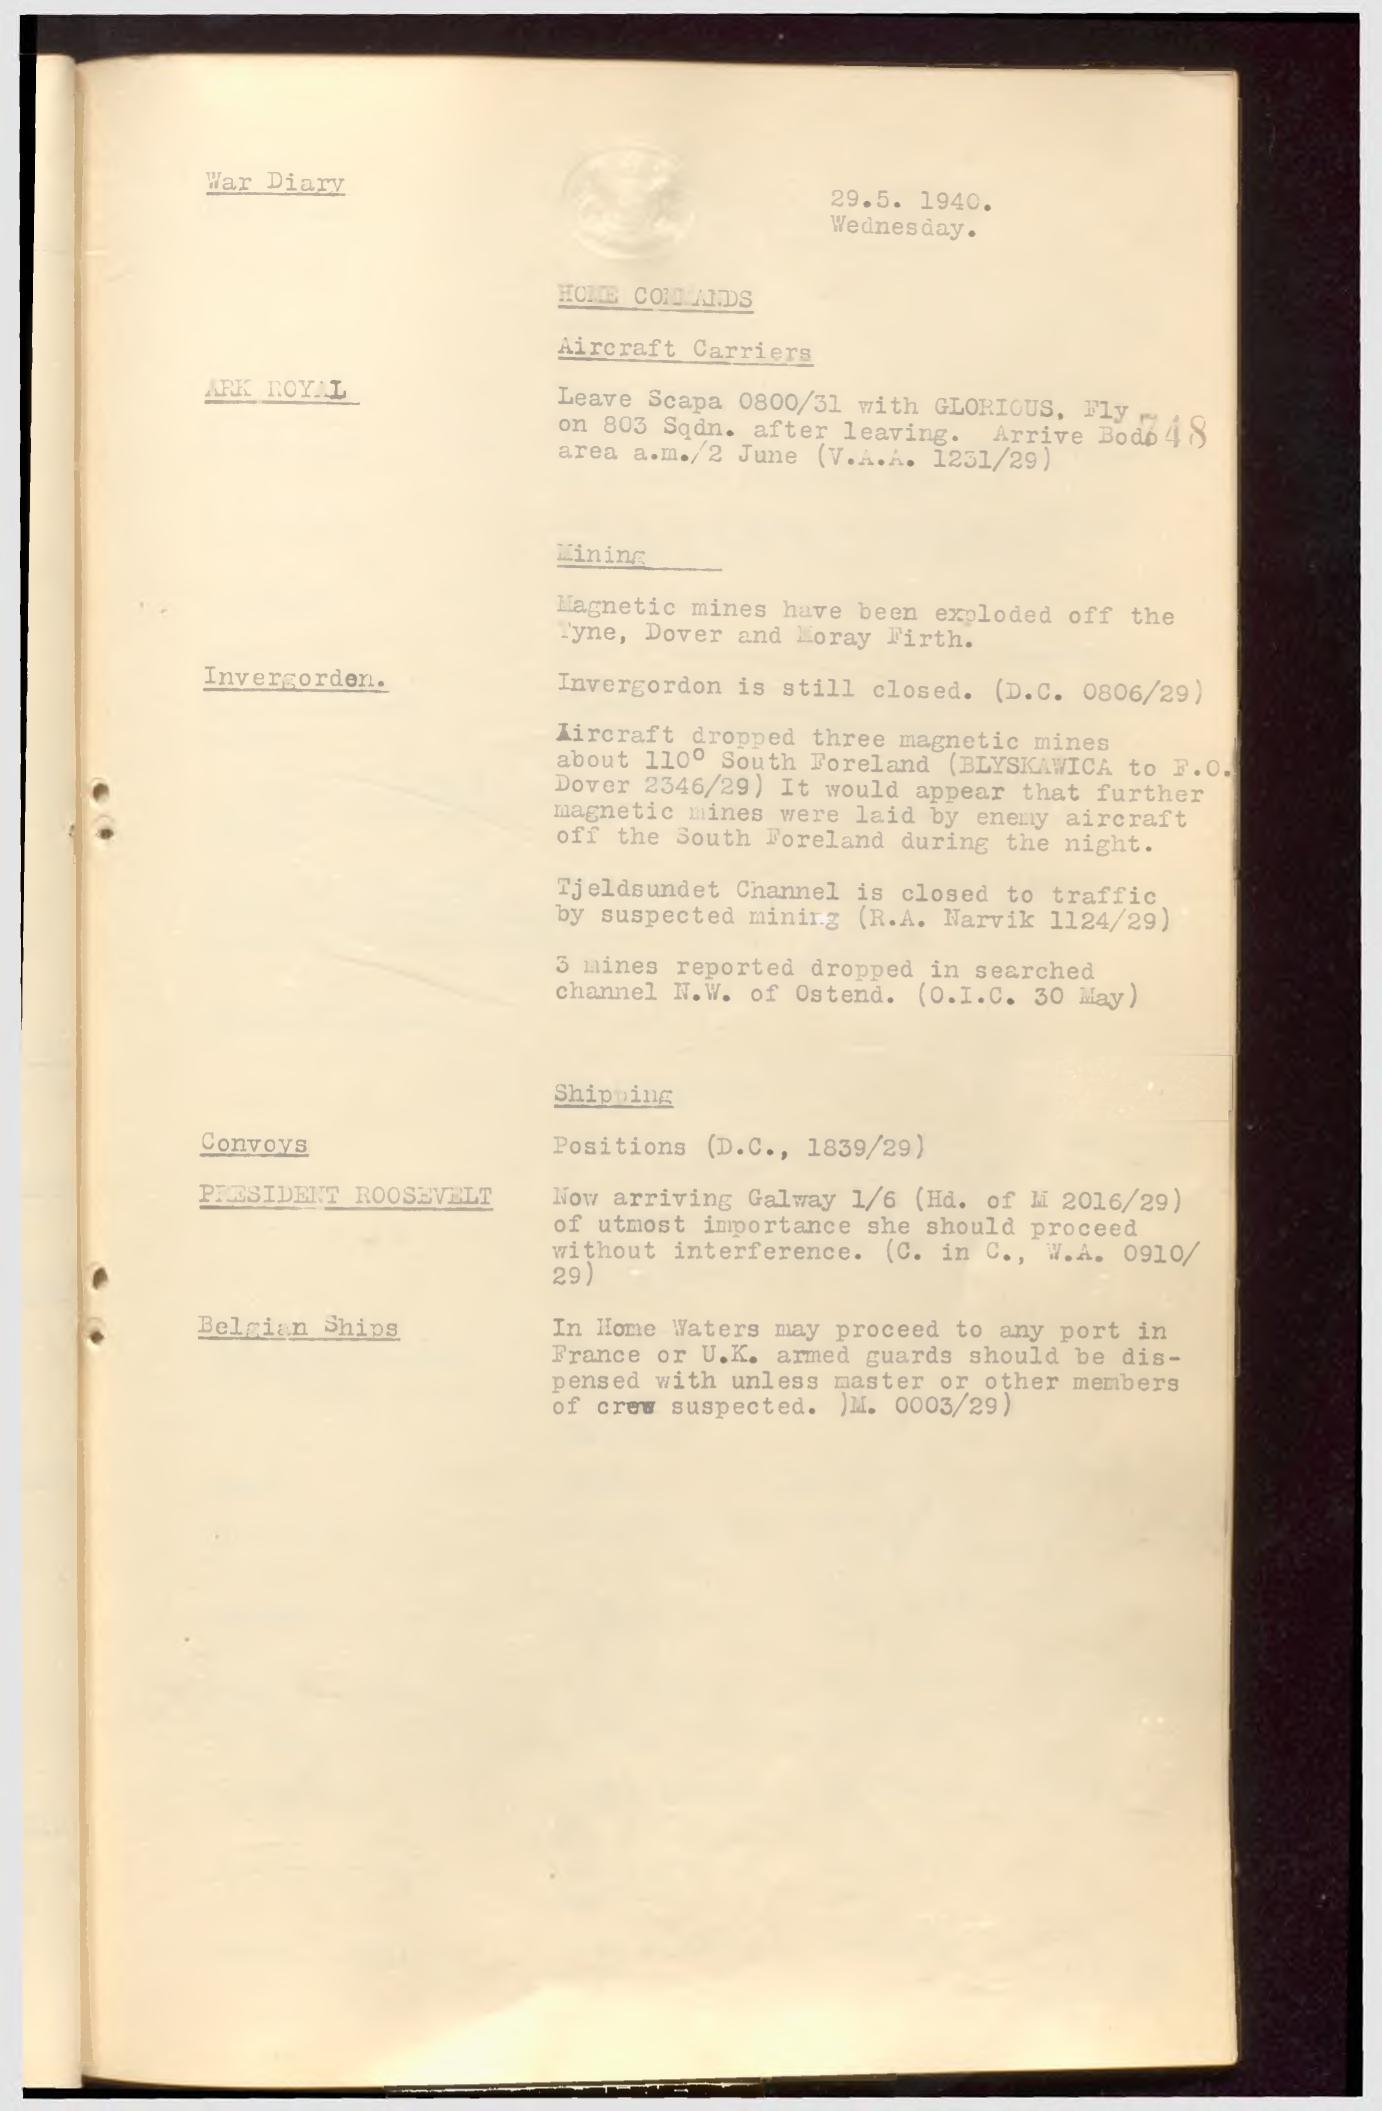 War Diary
29.5. 1940.
Wednesday.
HOME COMMANDS
Aircraft Carriers
ARK ROYAL
Leave Scapa 0800/31 with GLORIOUS. Fly
on 803 Sqdn. after leaving. Arrive Bodo
748
area a.m./2 June (V.A.A. 1231/29)
Mining
Magnetic mines have been exploded off the
Tyne, Dover and Moray Firth.
Invergorden.
Invergordon is still closed. (D.C. 0806/29)
Aircraft dropped three magnetic mines
about 110° South Foreland (BLYSKAWICA to F.O.
Dover 2346/29) It would appear that further
magnetic mines were laid by enemy aircraft
off the South Foreland during the night.
Tjeldsundet Channel is closed to traffic
by suspected mining (R.A. Narvik 1124/29)
3 mines reported dropped in searched
channel N.W. of Ostend. (O.I.C. 30 May)
Shipping
Convoys
Positions (D.C., 1839/29)
PRESIDENT ROOSEVELT
Now arriving Galway 1/6 (Hd. of M 2016/29)
of utmost importance she should proceed
without interference. (C. in C., W.A. 0910/
29)
Belgian Ships
In Home Waters may proceed to any port in
France or U.K. armed guards should be dis-
pensed with unless master or other members
of crew suspected. )M. 0003/29)